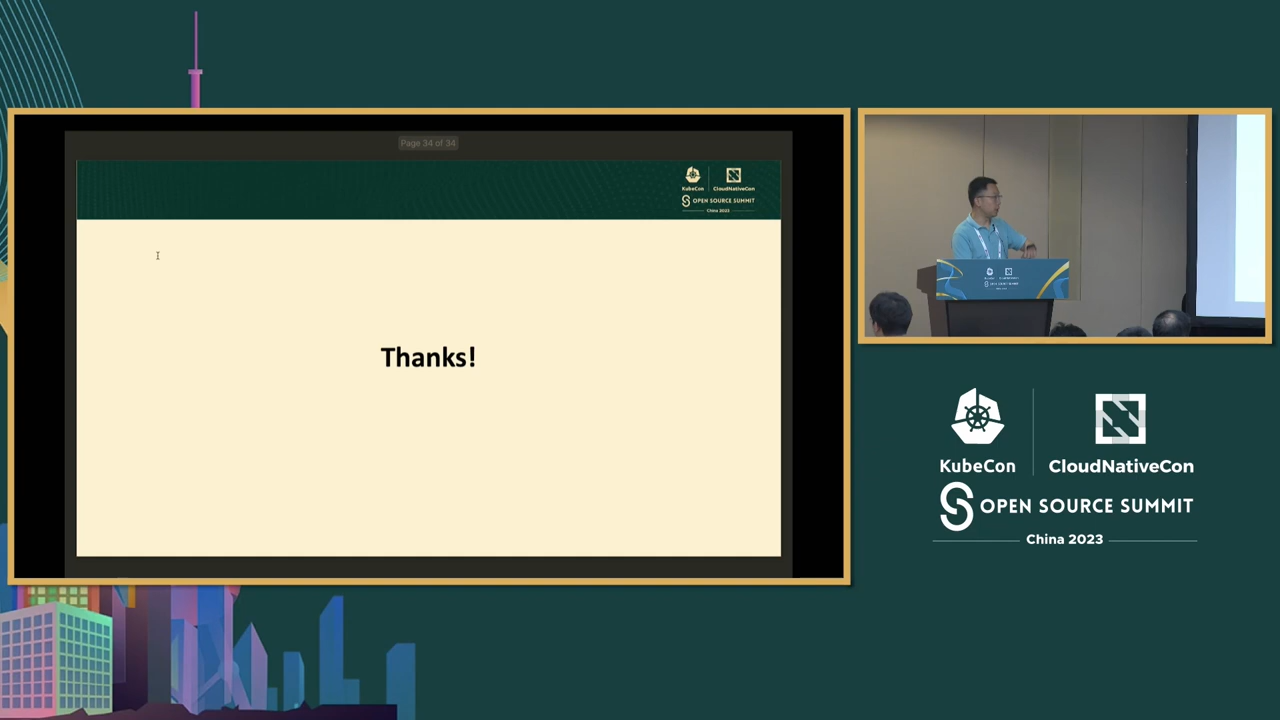 Page 34 of 34
KubeCon
CloudNativeCon
OPEN SOURCE SUMMIT
China 2023
Thanks!
KubeCon
CloudNativeCon
OPEN SOURCE SUMMIT
China 2023